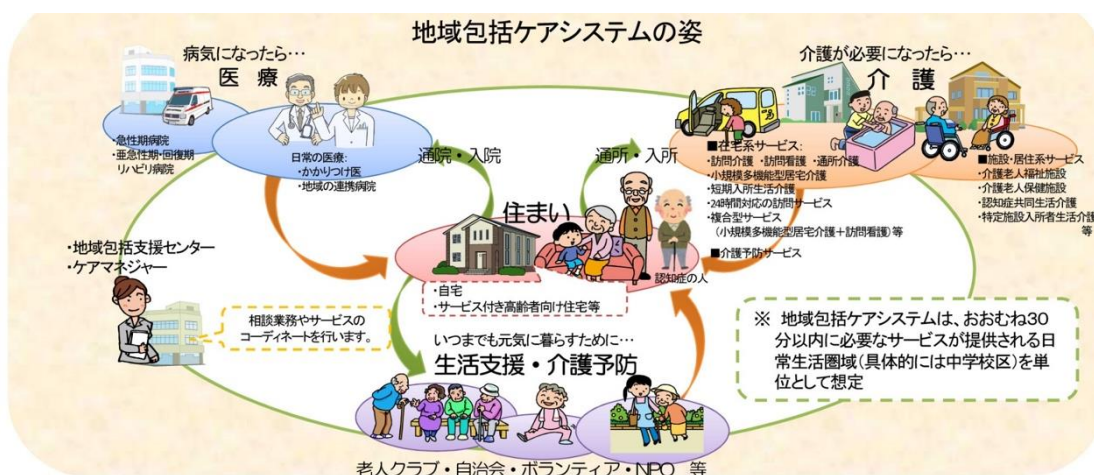 地域包括ケアシステムの姿
病気になったら…
医 療
・急性期病院
・亜急性期・回復期
リハビリ病院
日常の医療:
・かかりつけ医
・地域の連携病院
通院・入院
通所・入所
介護が必要になったら…
介 護
■在宅系サービス:
・訪問介護 ・訪問看護 ・通所介護
・小規模多機能型居宅介護
・短期入所生活介護
・24時間対応の訪問サービス
・複合型サービス
(小規模多機能型居宅介護+訪問看護)等
■介護予防サービス
■施設・居住系サービス
・介護老人福祉施設
・介護老人保健施設
・認知症共同生活介護
・特定施設入所者生活介護
等
住まい
認知症の人
・自宅
・サービス付き高齢者向け住宅等
・地域包括支援センター
・ケアマネジャー
相談業務やサービスの
コーディネートを行います。
いつまでも元気に暮らすために…
生活支援・介護予防
老人クラブ・自治会・ボランティア・NPO 等
※ 地域包括ケアシステムは、おおむね30
分以内に必要なサービスが提供される日
常生活圏域(具体的には中学校区)を単
位として想定